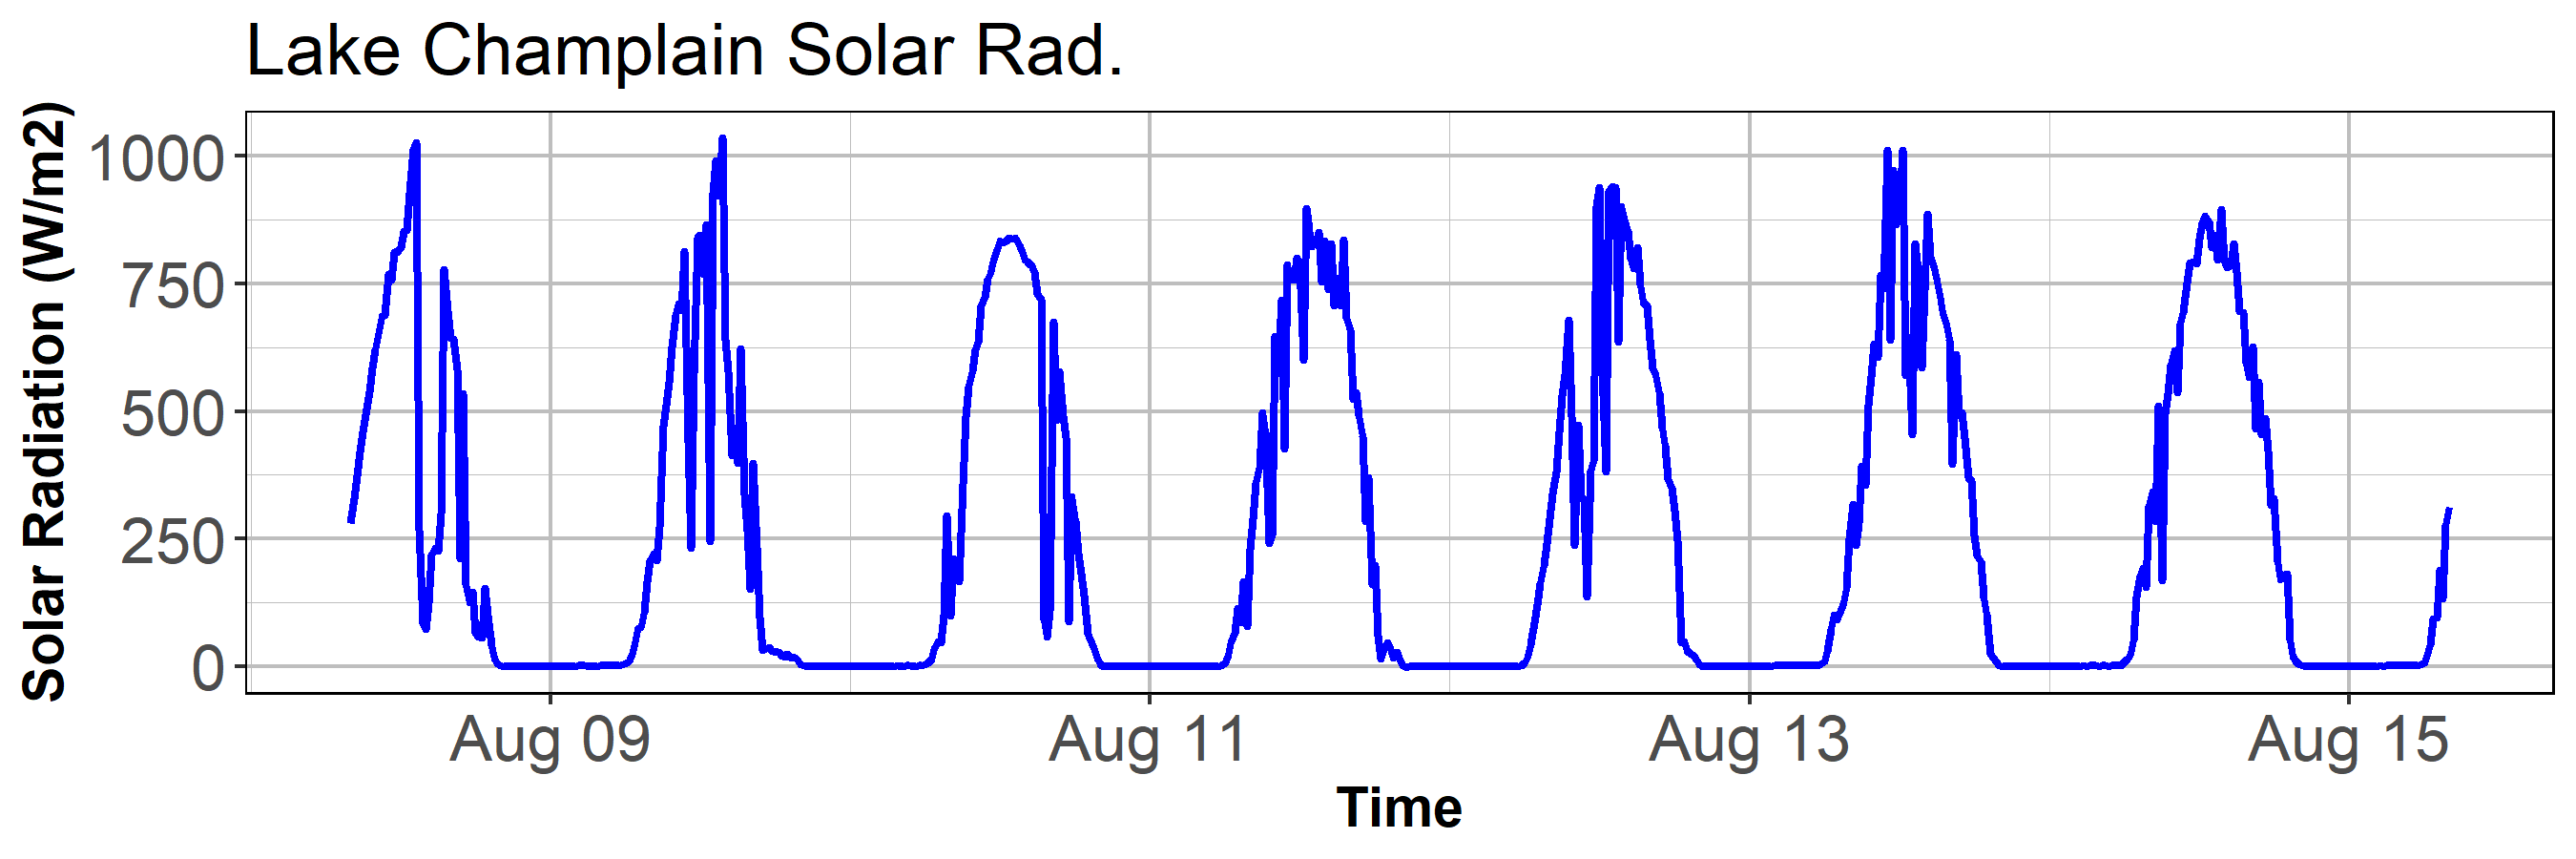 Lake Champlain Solar Rad.
Solar Radiation (W/m2)
1000
750
500
250
0
Aug 09 Aug 11 Aug 13 Aug 15
Time